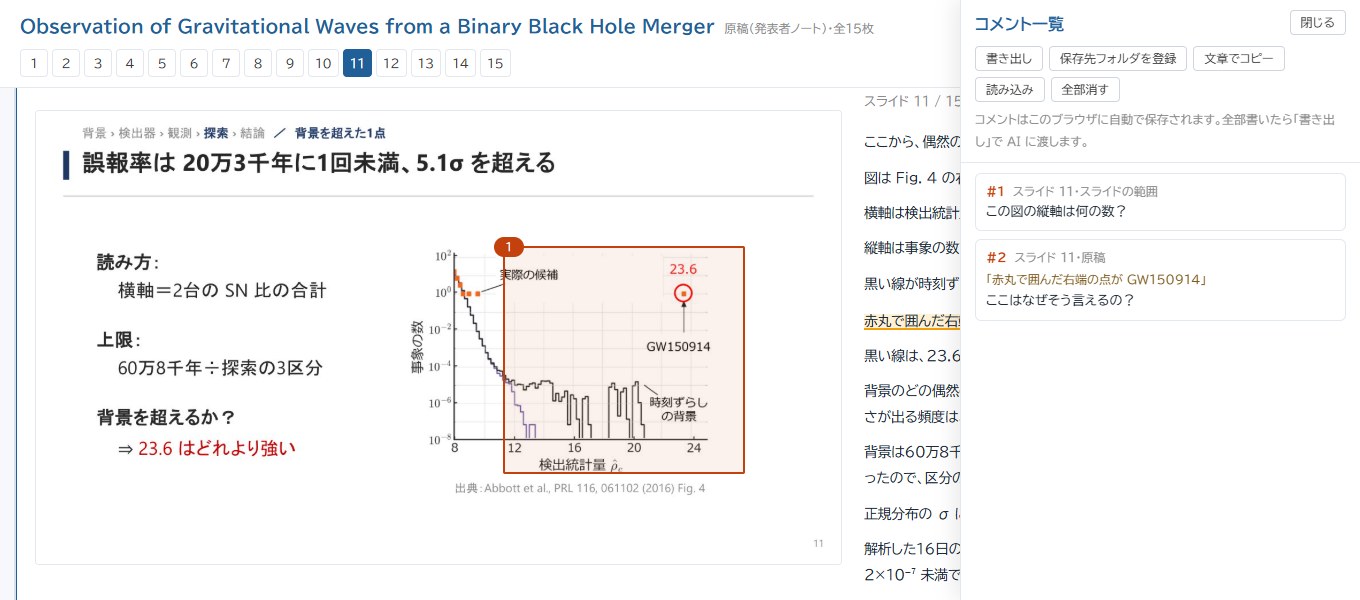 Observation of Gravitational Waves from a Binary Black Hole Merger 原稿(発表者ノート)・全15枚
1 2 3 4 5 6 7 8 9 10 11 12 13 14 15
背景 › 検出器 › 観測 › 探索 › 結論 ／ 背景を超えた1点
誤報率は 20万3千年に1回未満、5.1σ を超える
読み方:
横軸＝2台の SN 比の合計
上限:
60万8千年÷探索の3区分
背景を超えるか？
⇒ 23.6 はどれより強い
1
実際の候補
23.6
GW150914
時刻ずらし
の背景
事象の数
10²
10⁰
10⁻²
10⁻⁴
10⁻⁶
10⁻⁸
8 12 16 20 24
検出統計量 ρ̂c
出典:Abbott et al., PRL 116, 061102 (2016) Fig. 4
11
スライド 11 / 15
ここから、偶然の
図は Fig. 4 の
横軸は検出統計
縦軸は事象の数
黒い線が時刻ず
赤丸で囲んだ右
黒い線は、23.6
背景のどの偶然
さが出る頻度は
背景は60万8千
ったので、区分の
正規分布の σ に
解析した16日の
2×10⁻⁷ 未満で
コメント一覧
閉じる
書き出し 保存先フォルダを登録 文章でコピー
読み込み 全部消す
コメントはこのブラウザに自動で保存されます。全部書いたら「書き出
し」で AI に渡します。
#1 スライド 11・スライドの範囲
この図の縦軸は何の数？
#2 スライド 11・原稿
「赤丸で囲んだ右端の点が GW150914」
ここはなぜそう言えるの？